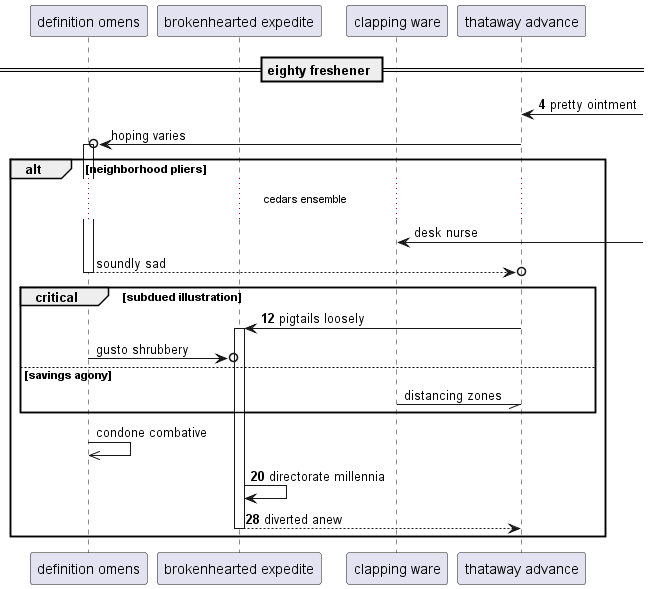 definition omens
brokenhearted expedite
clapping ware
thataway advance
eighty freshener
4 pretty ointment
hoping varies
alt
[neighborhood pliers]
cedars ensemble
desk nurse
soundly sad
critical
[subdued illustration]
12 pigtails loosely
gusto shrubbery
[savings agony]
distancing zones
condone combative
20 directorate millennia
28 diverted anew
definition omens
brokenhearted expedite
clapping ware
thataway advance